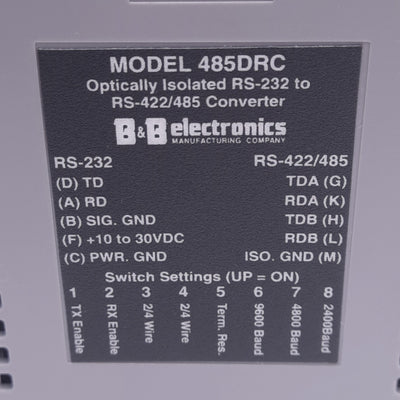 MODEL 485DRC
Optically Isolated RS-232 to
RS-422/485 Converter
B&B electronics
MANUFACTURING COMPANY
RS-232 RS-422/485
(D) TD TDA (G)
(A) RD RDA (K)
(B) SIG. GND TDB (H)
(F) +10 to 30VDC RDB (L)
(C) PWR. GND ISO. GND (M)
Switch Settings (UP = ON)
1 2 3 4 5 6 7 8
TX Enable
RX Enable
2/4 Wire
2/4 Wire
Term. Res.
9600 Baud
4800 Baud
2400Baud